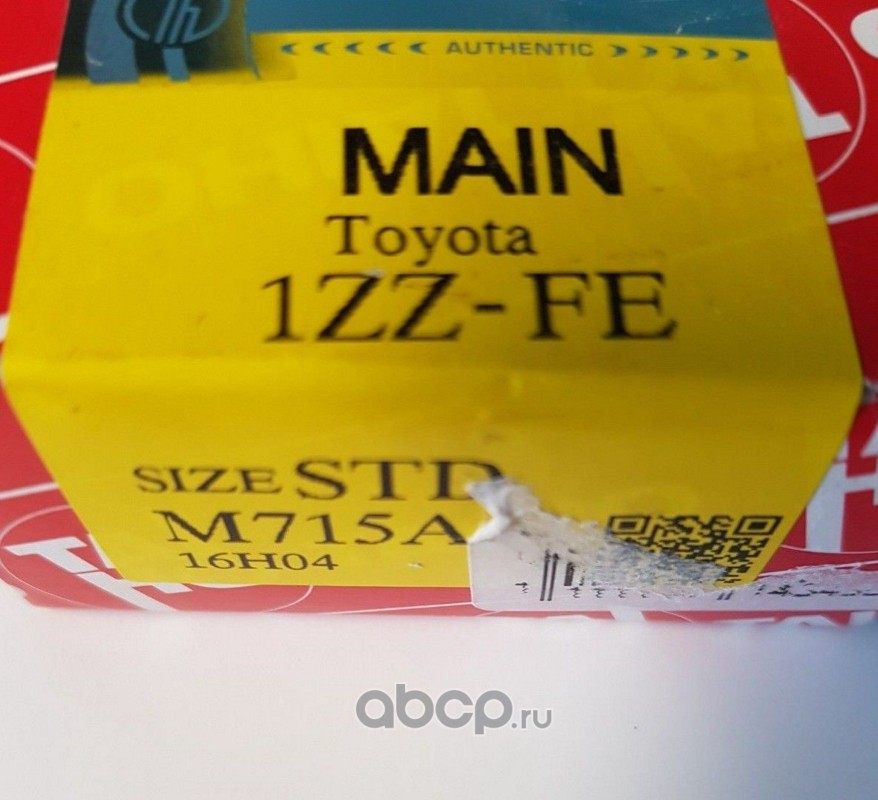 AUTHENTIC
MAIN
Toyota
1ZZ-FE
SIZE STD
M715A
16H04
abcp.ru